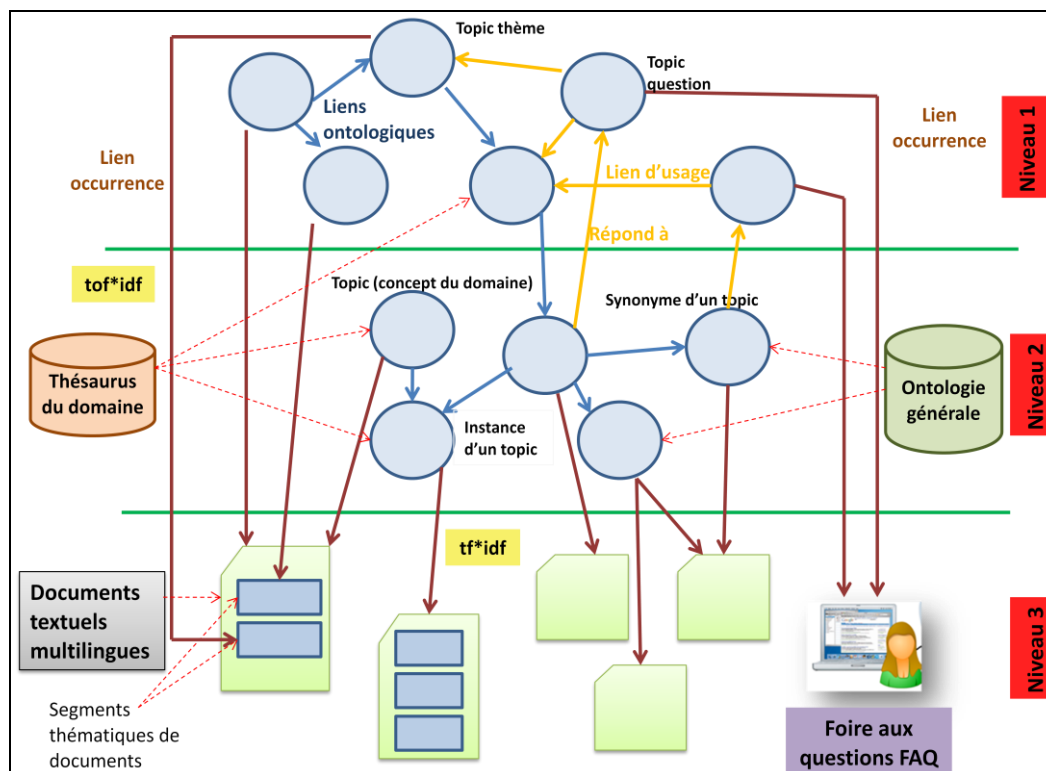 Topic thème
Topic
question
Liens
ontologiques
Lien
occurrence
Lien
occurrence
Niveau 1
Lien d'usage
Répond à
tof*idf
Topic (concept du domaine)
Synonyme d'un topic
Thésaurus
du domaine
Ontologie
générale
Niveau 2
Instance
d'un topic
tf*idf
Documents
textuels
multilingues
Niveau 3
Segments
thématiques de
documents
Foire aux
questions FAQ